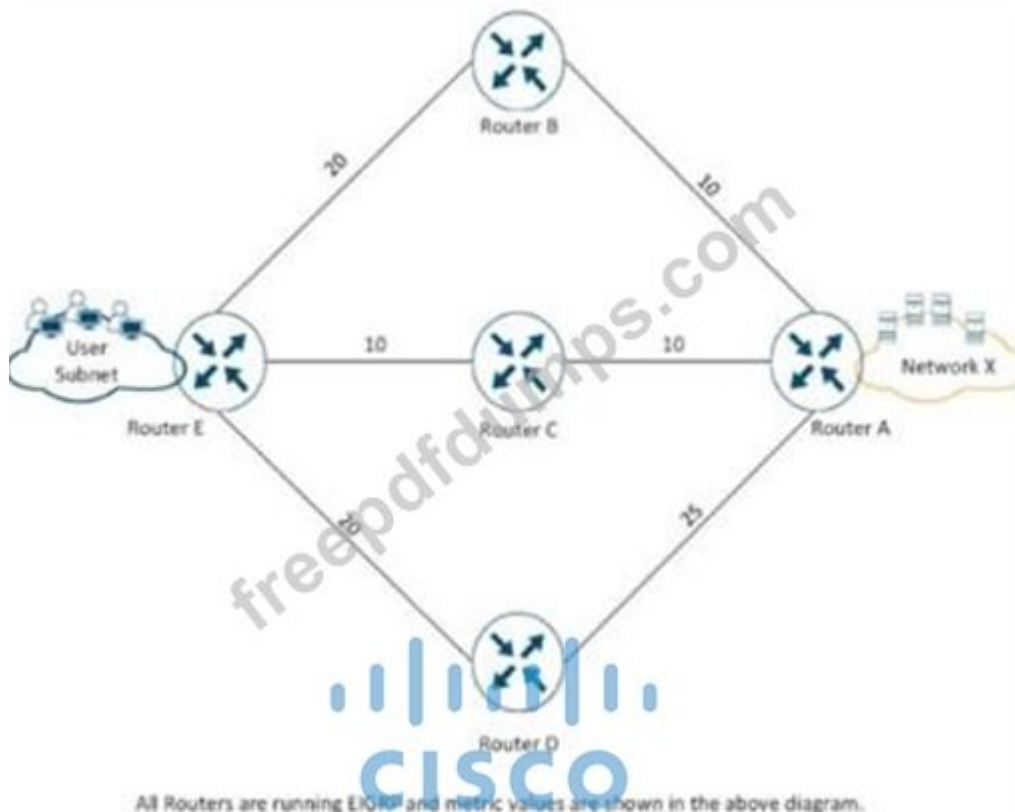 Router B
20
10
User
Subnet
10
10
Network X
Router E
Router C
Router A
20
25
freepdfdumps.com
Router D
CISCO
All Routers are running EIGRP and metric values are shown in the above diagram.